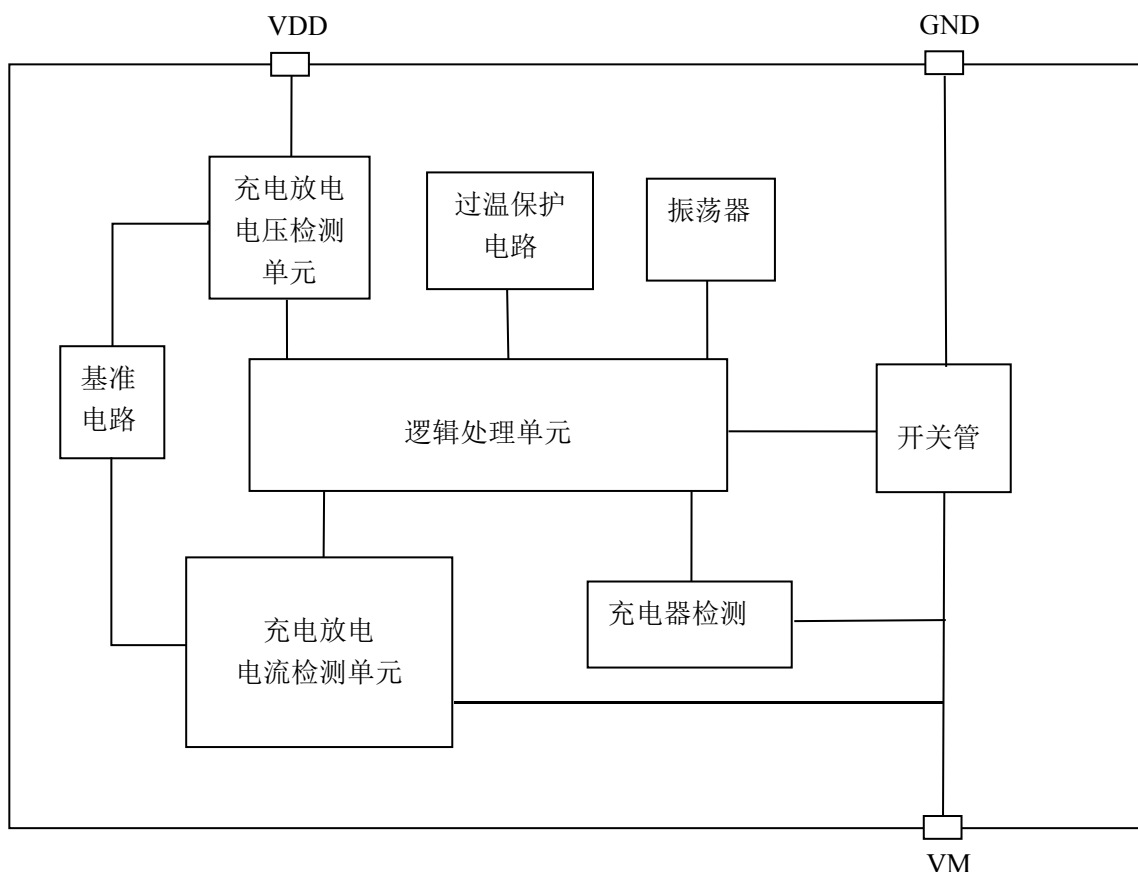 VDD
GND
充电放电
电压检测
单元
过温保护
电路
振荡器
基准
电路
逻辑处理单元
开关管
充电放电
电流检测单元
充电器检测
VM